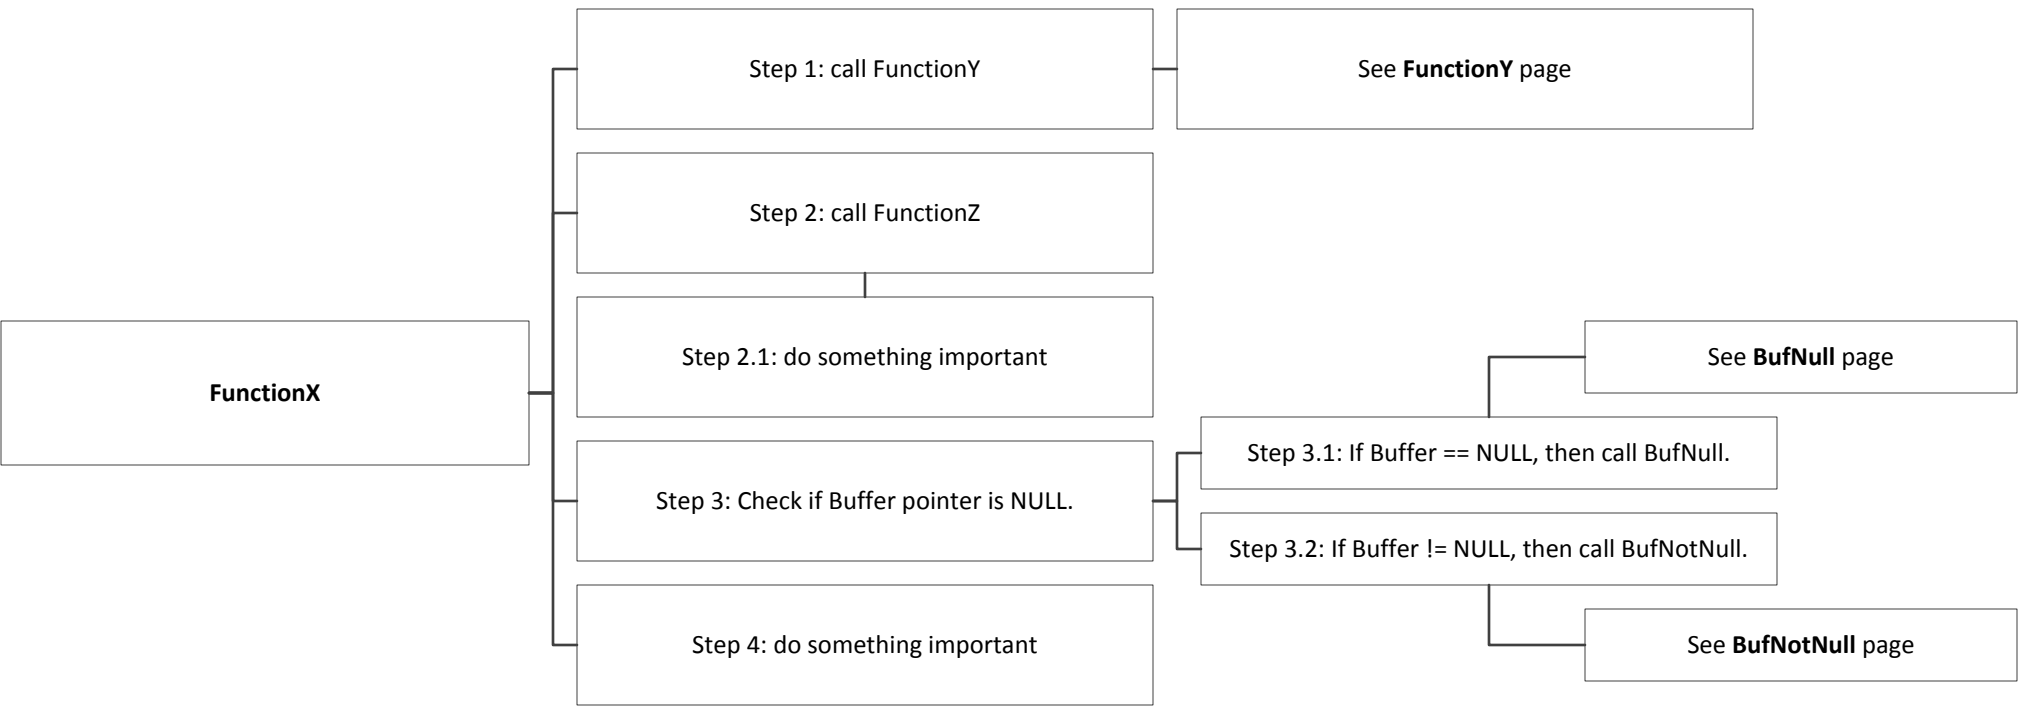 Step 1: call FunctionY
See FunctionY page
Step 2: call FunctionZ
Step 2.1: do something important
FunctionX
See BufNull page
Step 3.1: If Buffer == NULL, then call BufNull.
Step 3: Check if Buffer pointer is NULL.
Step 3.2: If Buffer != NULL, then call BufNotNull.
Step 4: do something important
See BufNotNull page